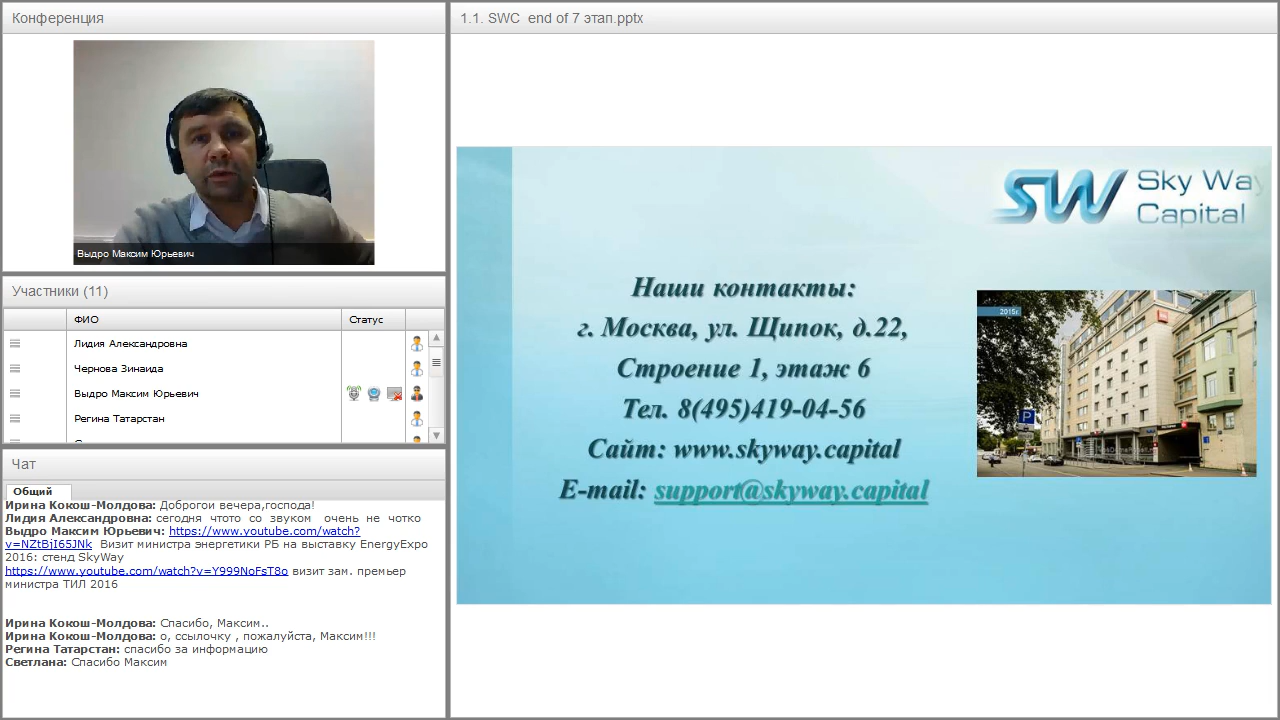 Конференция
Выдро Максим Юрьевич
Участники (11)
ФИО
Статус
Лидия Александровна
Чернова Зинаида
Выдро Максим Юрьевич
Регина Татарстан
Чат
Общий
Ирина Кокош-Молдова: Доброгои вечера,господа!
Лидия Александровна: сегодня чтото со звуком очень не чотко
Выдро Максим Юрьевич: https://www.youtube.com/watch?
v=NZtBjI65JNk Визит министра энергетики РБ на выставку EnergyExpo
2016: стенд SkyWay
https://www.youtube.com/watch?v=Y999NoFsT8o визит зам. премьер
министра ТИЛ 2016
Ирина Кокош-Молдова: Спасибо, Максим..
Ирина Кокош-Молдова: о, ссылочку , пожалуйста, Максим!!!
Регина Татарстан: спасибо за информацию
Светлана: Спасибо Максим
1.1. SWC end of 7 этап.pptx
SW Sky Way
Capital
Наши контакты:
г. Москва, ул. Щипок, д.22,
Строение 1, этаж 6
Тел. 8(495)419-04-56
Сайт: www.skyway.capital
E-mail: support@skyway.capital
2015г
P